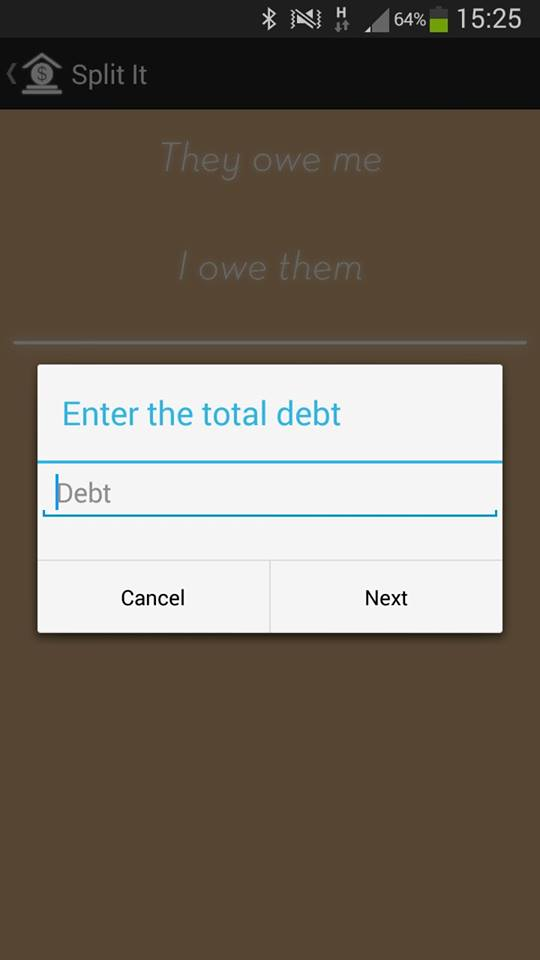 H
64%
15:25
Split It
They owe me
I owe them
Enter the total debt
Debt
Cancel
Next